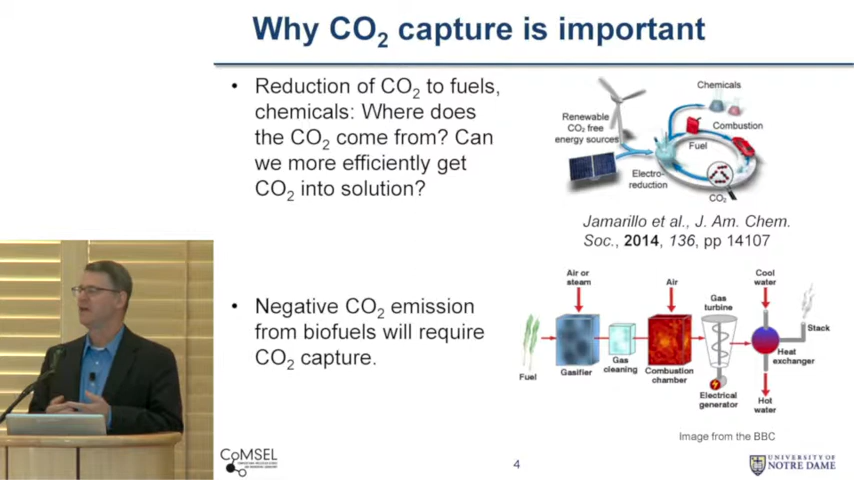 Why CO₂ capture is important
• Reduction of CO₂ to fuels,
chemicals: Where does
the CO₂ come from? Can
we more efficiently get
CO₂ into solution?
Chemicals
Renewable
CO₂ free
energy sources
Combustion
Fuel
Electro-
reduction
CO₂
Jamarillo et al., J. Am. Chem.
Soc., 2014, 136, pp 14107
• Negative CO₂ emission
from biofuels will require
CO₂ capture.
Air or
steam
Air
Gas
turbine
Cool
water
Stack
Heat
exchanger
Fuel
Gasifier
Gas
cleaning
Combustion
chamber
Electrical
generator
Hot
water
Image from the BBC
CoMSEL
4
UNIVERSITY OF
NOTRE DAME